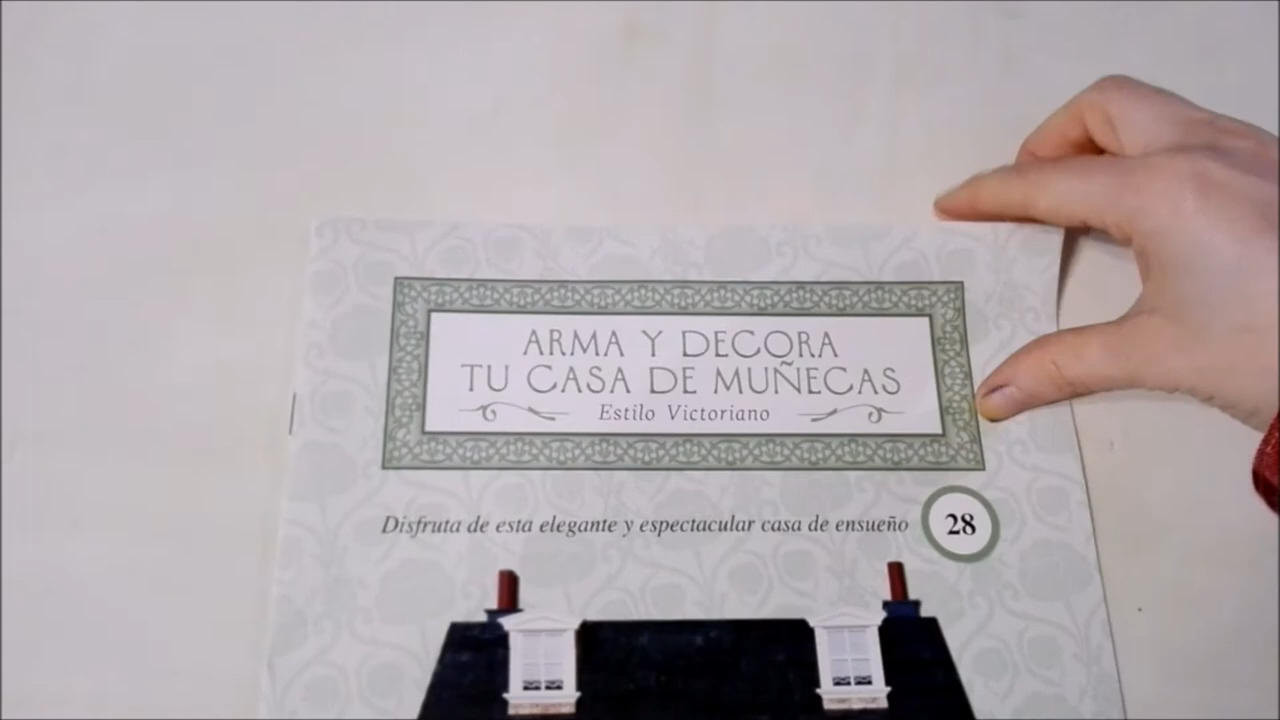 ARMA Y DECORA
TU CASA DE MUÑECAS
Estilo Victoriano
Disfruta de esta elegante y espectacular casa de ensueño
28